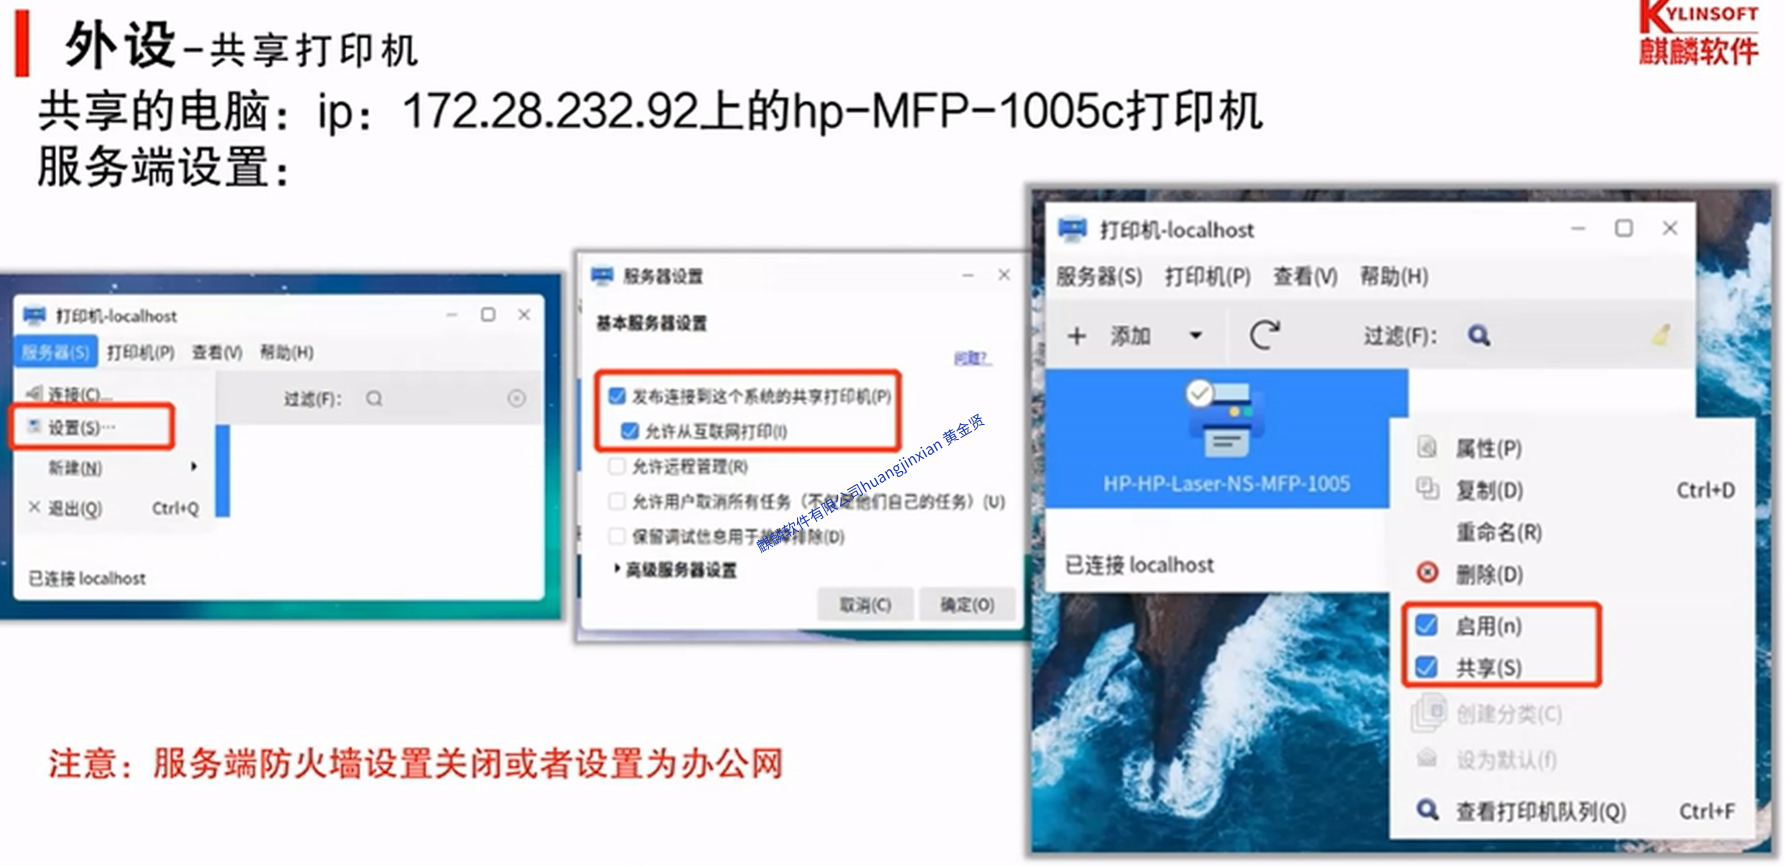 外设-共享打印机
KYLINSOFT
麒麟软件
共享的电脑：ip：172.28.232.92上的hp-MFP-1005c打印机
服务端设置：
打印机-localhost
服务器(S) 打印机(P) 查看(V) 帮助(H)
连接(C)...
过滤(F)：
设置(S)...
新建(N)
退出(Q) Ctrl+Q
已连接 localhost
服务器设置
基本服务器设置
问题？
发布连接到这个系统的共享打印机(P)
允许从互联网打印(I)
允许远程管理(R)
允许用户取消所有任务（不仅是他们自己的任务）(U)
保留调试信息用于故障排除(D)
高级服务器设置
取消(C) 确定(O)
麒麟软件有限公司huangjinxian 黄金贤
打印机-localhost
服务器(S) 打印机(P) 查看(V) 帮助(H)
添加 过滤(F)：
HP-HP-Laser-NS-MFP-1005
已连接 localhost
属性(P)
复制(D) Ctrl+D
重命名(R)
删除(D)
启用(n)
共享(S)
创建分类(C)
设为默认(f)
查看打印机队列(Q) Ctrl+F
注意：服务端防火墙设置关闭或者设置为办公网